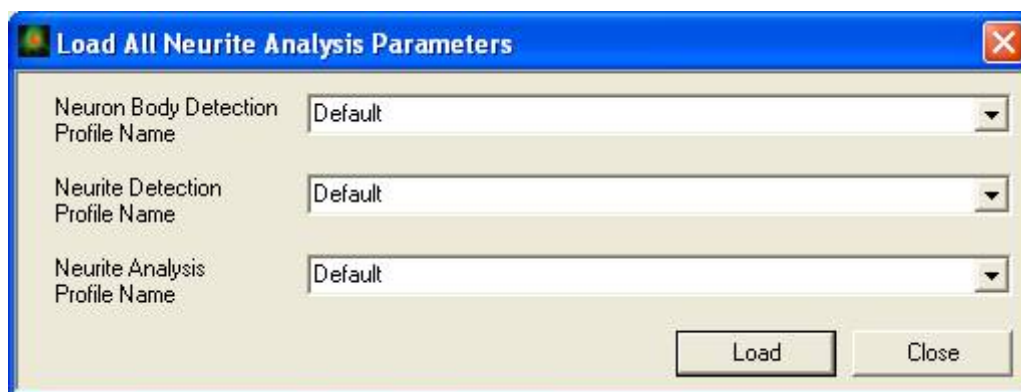 Load All Neurite Analysis Parameters
Neuron Body Detection
Profile Name
Default
Neurite Detection
Profile Name
Default
Neurite Analysis
Profile Name
Default
Load
Close